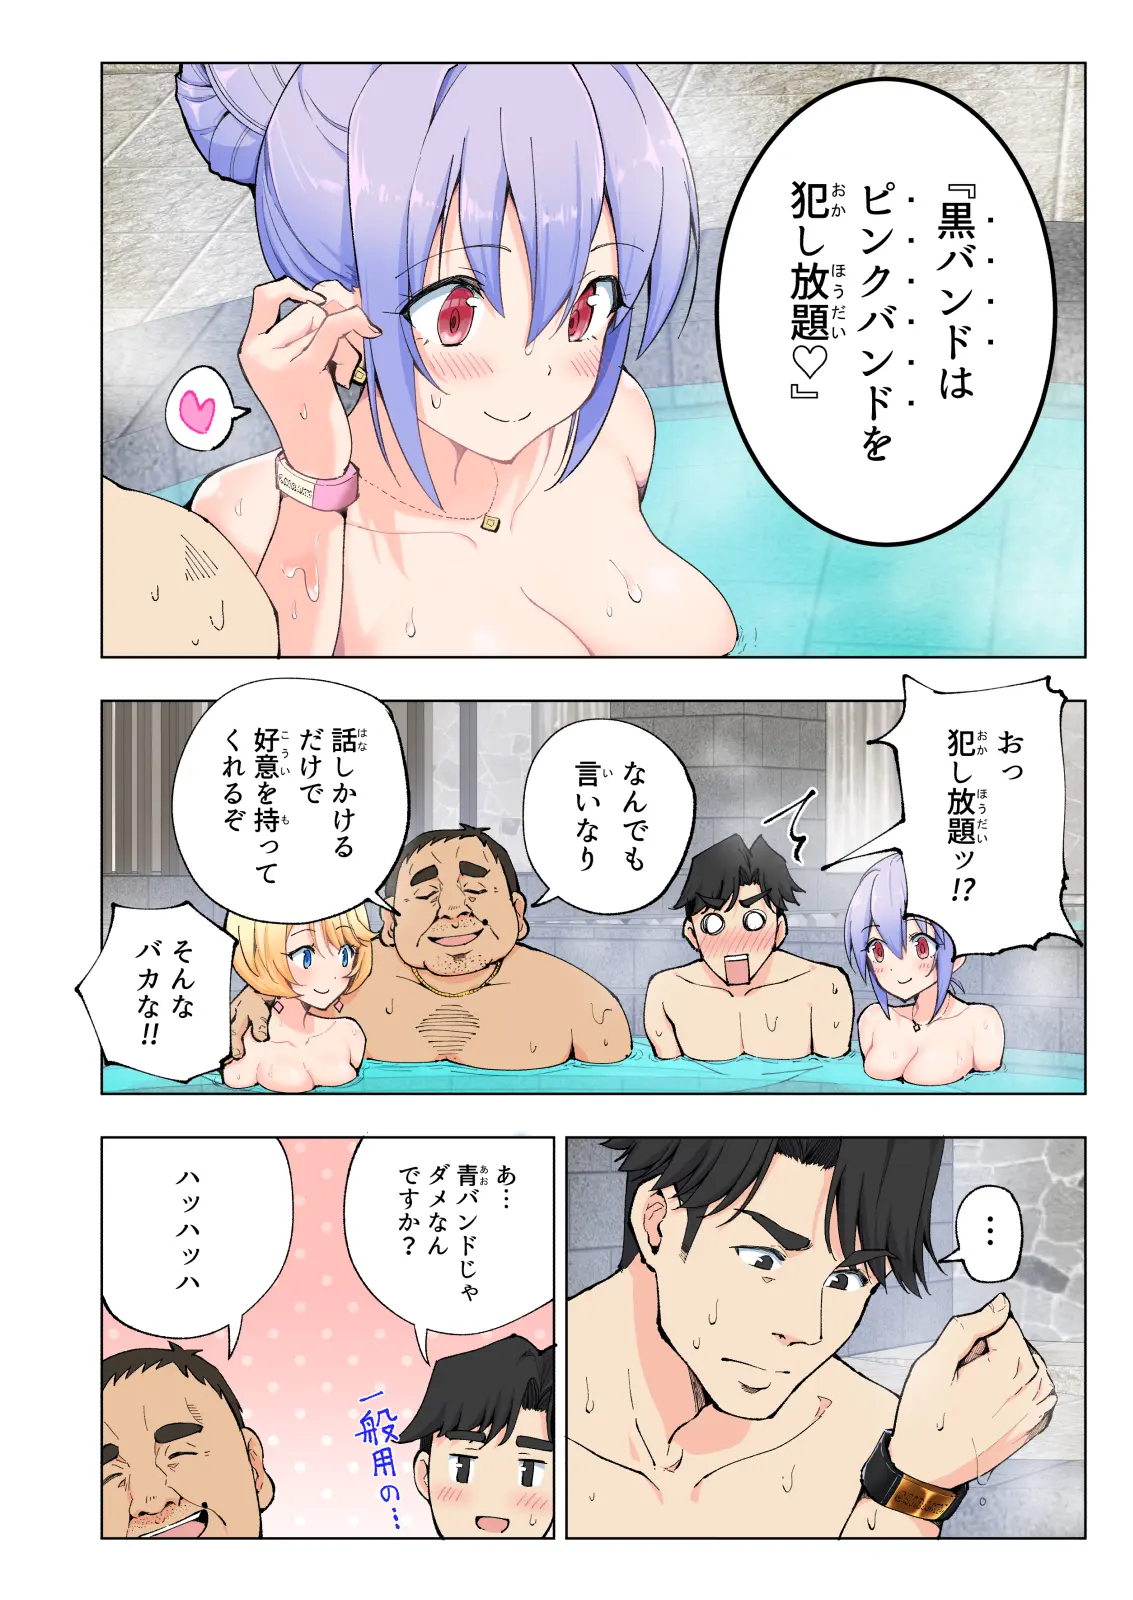 『黒バンドは
ピンクバンドを
犯し放題♡』
おっ
犯し放題ッ!?
なんでも
言いなり
話しかける
だけで
好意を持って
くれるぞ
そんな
バカな!!
…
あ…
青バンドじゃ
ダメなん
ですか？
一般用の…
ハッハッハ